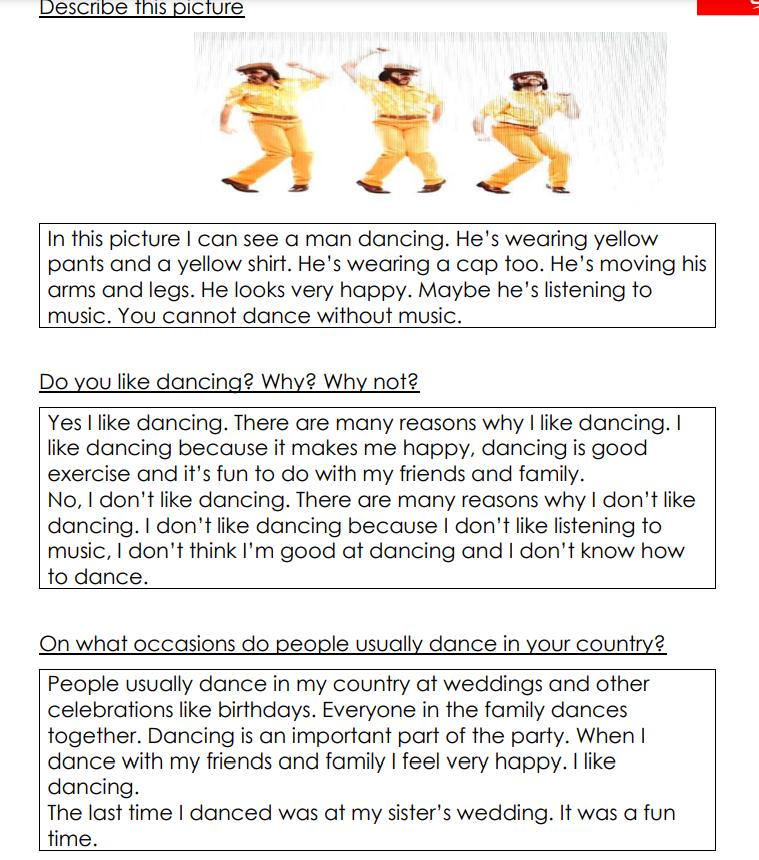 Describe this picture
In this picture I can see a man dancing. He's wearing yellow
pants and a yellow shirt. He's wearing a cap too. He's moving his
arms and legs. He looks very happy. Maybe he's listening to
music. You cannot dance without music.
Do you like dancing? Why? Why not?
Yes I like dancing. There are many reasons why I like dancing. I
like dancing because it makes me happy, dancing is good
exercise and it's fun to do with my friends and family.
No, I don't like dancing. There are many reasons why I don't like
dancing. I don't like dancing because I don't like listening to
music, I don't think I'm good at dancing and I don't know how
to dance.
On what occasions do people usually dance in your country?
People usually dance in my country at weddings and other
celebrations like birthdays. Everyone in the family dances
together. Dancing is an important part of the party. When I
dance with my friends and family I feel very happy. I like
dancing.
The last time I danced was at my sister's wedding. It was a fun
time.